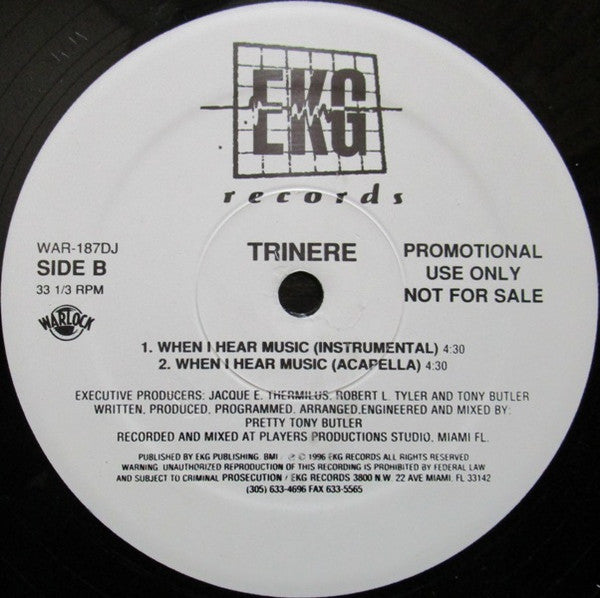 EKG
records
WAR-187DJ
SIDE B
33 1/3 RPM
WARLOCK
TRINERE
PROMOTIONAL
USE ONLY
NOT FOR SALE
1. WHEN I HEAR MUSIC (INSTRUMENTAL) 4:30
2. WHEN I HEAR MUSIC (ACAPELLA) 4:30
EXECUTIVE PRODUCERS: JACQUE E. THERMILUS, ROBERT L. TYLER AND TONY BUTLER
WRITTEN, PRODUCED, PROGRAMMED, ARRANGED,ENGINEERED AND MIXED BY:
PRETTY TONY BUTLER
RECORDED AND MIXED AT PLAYERS PRODUCTIONS STUDIO, MIAMI FL.
PUBLISHED BY EKG PUBLISHING, BMI / ℗ © 1996 EKG RECORDS ALL RIGHTS
WARNING: UNAUTHORIZED REPRODUCTION OF THIS RECORDING IS PROHIBITED BY FEDERAL LAW
AND SUBJECT TO CRIMINAL PROSECUTION / EKG RECORDS 3800 N.W. 22 AVE MIAMI, FL 33142
(305) 633-4696 FAX 633-5565